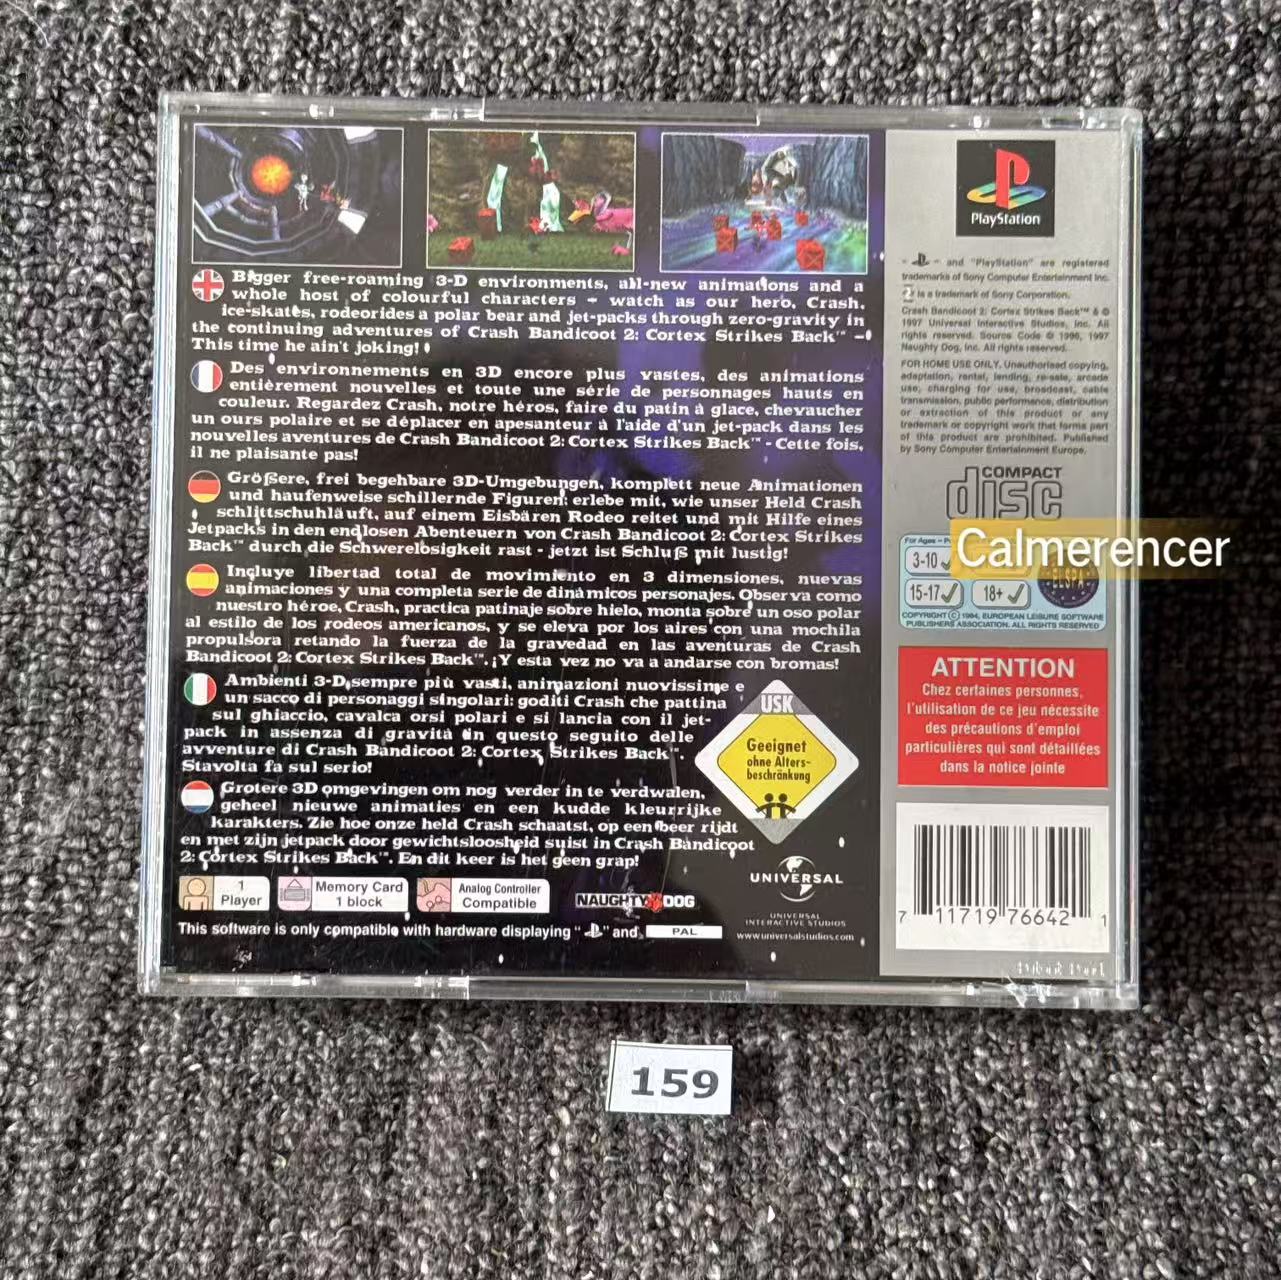 Bigger free-roaming 3-D environments, all-new animations and a
whole host of colourful characters - watch as our hero, Crash,
ice-skates, rodeorides a polar bear and jet-packs through zero-gravity in
the continuing adventures of Crash Bandicoot 2: Cortex Strikes Back™ -
This time he ain't joking!
Des environnements en 3D encore plus vastes, des animations
entièrement nouvelles et toute une série de personnages hauts en
couleur. Regardez Crash, notre héros, faire du patin à glace, chevaucher
un ours polaire et se déplacer en apesanteur à l'aide d'un jet-pack dans les
nouvelles aventures de Crash Bandicoot 2: Cortex Strikes Back™ - Cette fois,
il ne plaisante pas!
Größere, frei begehbare 3D-Umgebungen, komplett neue Animationen
und haufenweise schillernde Figuren: erlebe mit, wie unser Held Crash
schlittschuhläuft, auf einem Eisbären Rodeo reitet und mit Hilfe eines
Jetpacks in den endlosen Abenteuern von Crash Bandicoot 2: Cortex Strikes
Back™ durch die Schwerelosigkeit rast - jetzt ist Schluß mit lustig!
Incluye libertad total de movimiento en 3 dimensiones, nuevas
animaciones y una completa serie de dinámicos personajes. Observa como
nuestro héroe, Crash, practica patinaje sobre hielo, monta sobre un oso polar
al estilo de los rodeos americanos, y se eleva por los aires con una mochila
propulsora retando la fuerza de la gravedad en las aventuras de Crash
Bandicoot 2: Cortex Strikes Back™. ¡Y esta vez no va a andarse con bromas!
Ambienti 3-D sempre più vasti, animazioni nuovissime e
un sacco di personaggi singolari: goditi Crash che pattina
sul ghiaccio, cavalca orsi polari e si lancia con il jet-
pack in assenza di gravità in questo seguito delle
avventure di Crash Bandicoot 2: Cortex Strikes Back™.
Stavolta fa sul serio!
Grotere 3D omgevingen om nog verder in te verdwalen,
geheel nieuwe animaties en een kudde kleurrijke
karakters. Zie hoe onze held Crash schaatst, op een beer rijdt
en met zijn jetpack door gewichtsloosheid suist in Crash Bandicoot
2: Cortex Strikes Back™. En dit keer is het geen grap!
USK
Geeignet
ohne Alters-
beschränkung
1
Player
Memory Card
1 block
Analog Controller
Compatible
NAUGHTY DOG
UNIVERSAL
UNIVERSAL
INTERACTIVE STUDIOS
www.universalstudios.com
This software is only compatible with hardware displaying " " and PAL
PlayStation
" " and "PlayStation" are registered
trademarks of Sony Computer Entertainment Inc.
is a trademark of Sony Corporation.
Crash Bandicoot 2: Cortex Strikes Back™ & ©
1997 Universal Interactive Studios, Inc. All
rights reserved. Source Code © 1996, 1997
Naughty Dog, Inc. All rights reserved.
FOR HOME USE ONLY. Unauthorised copying,
adaptation, rental, lending, re-sale, arcade
use, charging for use, broadcast, cable
transmission, public performance, distribution
or extraction of this product or any
trademark or copyright work that forms part
of this product are prohibited. Published
by Sony Computer Entertainment Europe.
COMPACT
disc
Calmerencer
For Ages
3-10
15-17 18+
ELSPA
COPYRIGHT © 1994, EUROPEAN LEISURE SOFTWARE
PUBLISHERS ASSOCIATION. ALL RIGHTS RESERVED
ATTENTION
Chez certaines personnes,
l'utilisation de ce jeu nécessite
des précautions d'emploi
particulières qui sont détaillées
dans la notice jointe
7 11719 76642 1
159